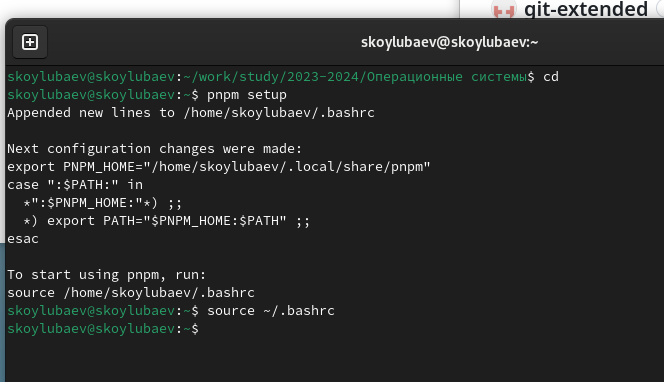 git-extended
skoylubaev@skoylubaev:~
skoylubaev@skoylubaev:~/work/study/2023-2024/Операционные системы$ cd
skoylubaev@skoylubaev:~$ pnpm setup
Appended new lines to /home/skoylubaev/.bashrc

Next configuration changes were made:
export PNPM_HOME="/home/skoylubaev/.local/share/pnpm"
case ":$PATH:" in
  *":$PNPM_HOME:"*) ;;
  *) export PATH="$PNPM_HOME:$PATH" ;;
esac

To start using pnpm, run:
source /home/skoylubaev/.bashrc
skoylubaev@skoylubaev:~$ source ~/.bashrc
skoylubaev@skoylubaev:~$